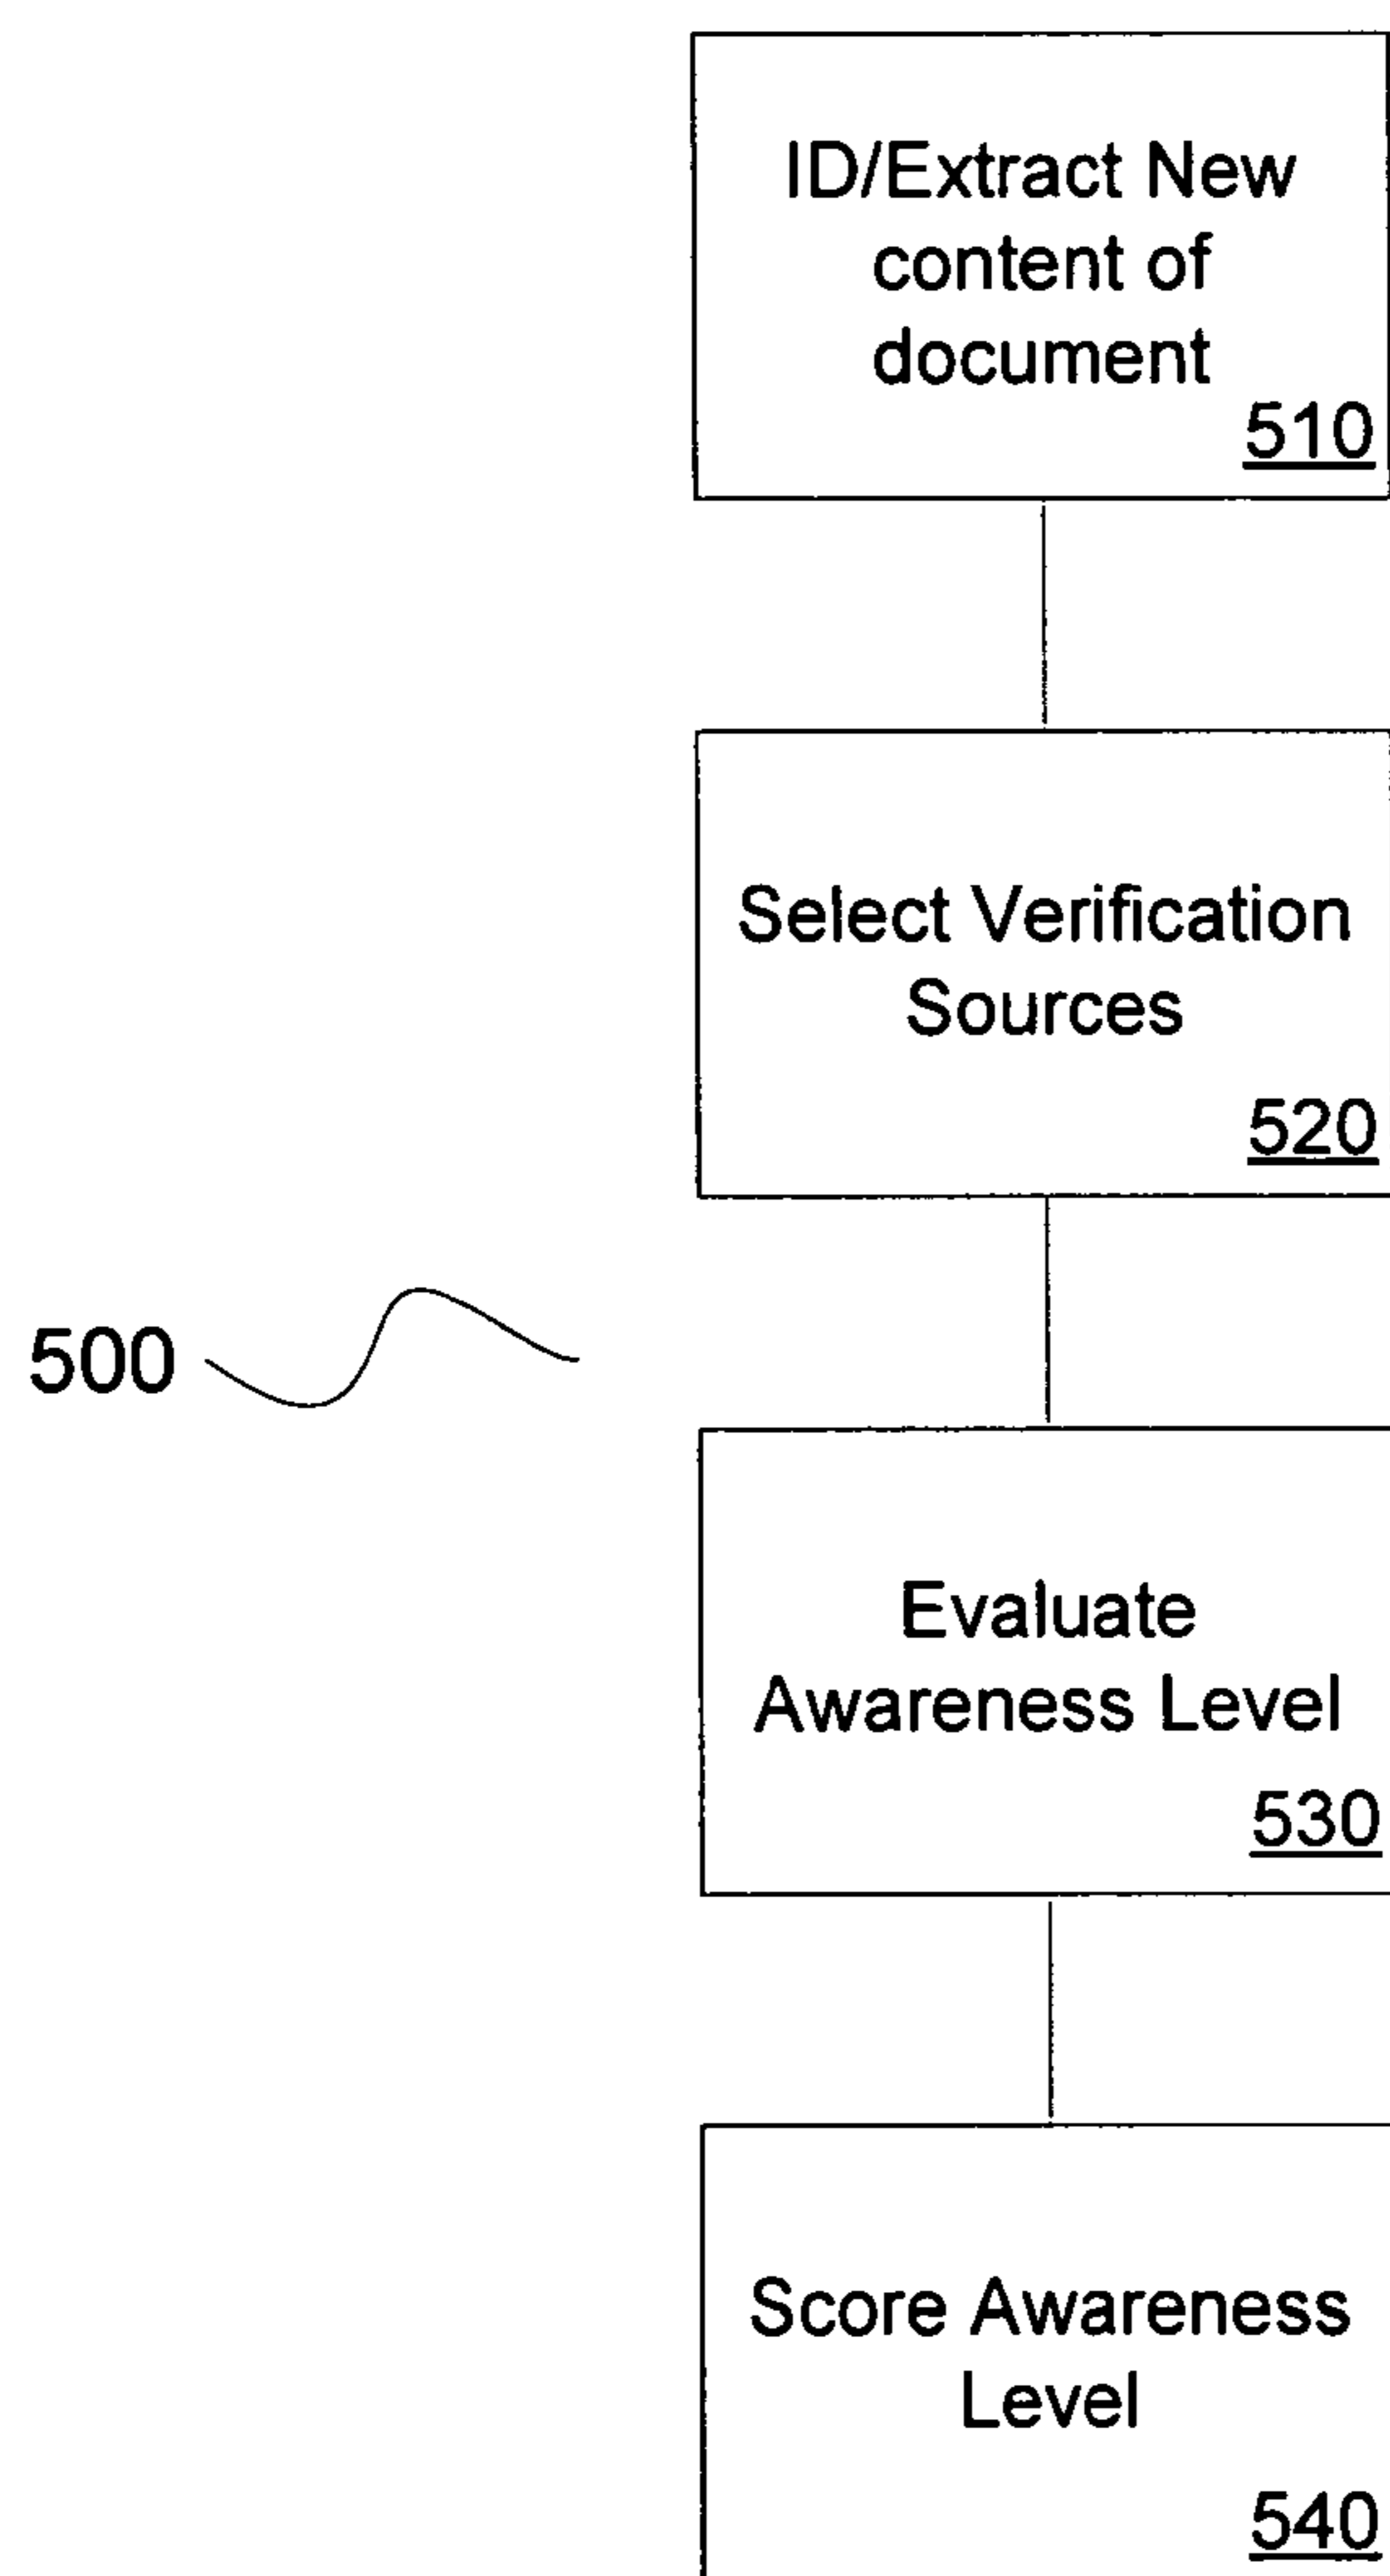 ID/Extract New
content of
document
510
Select Verification
Sources
520
500
Evaluate
Awareness Level
530
Score Awareness
Level
540